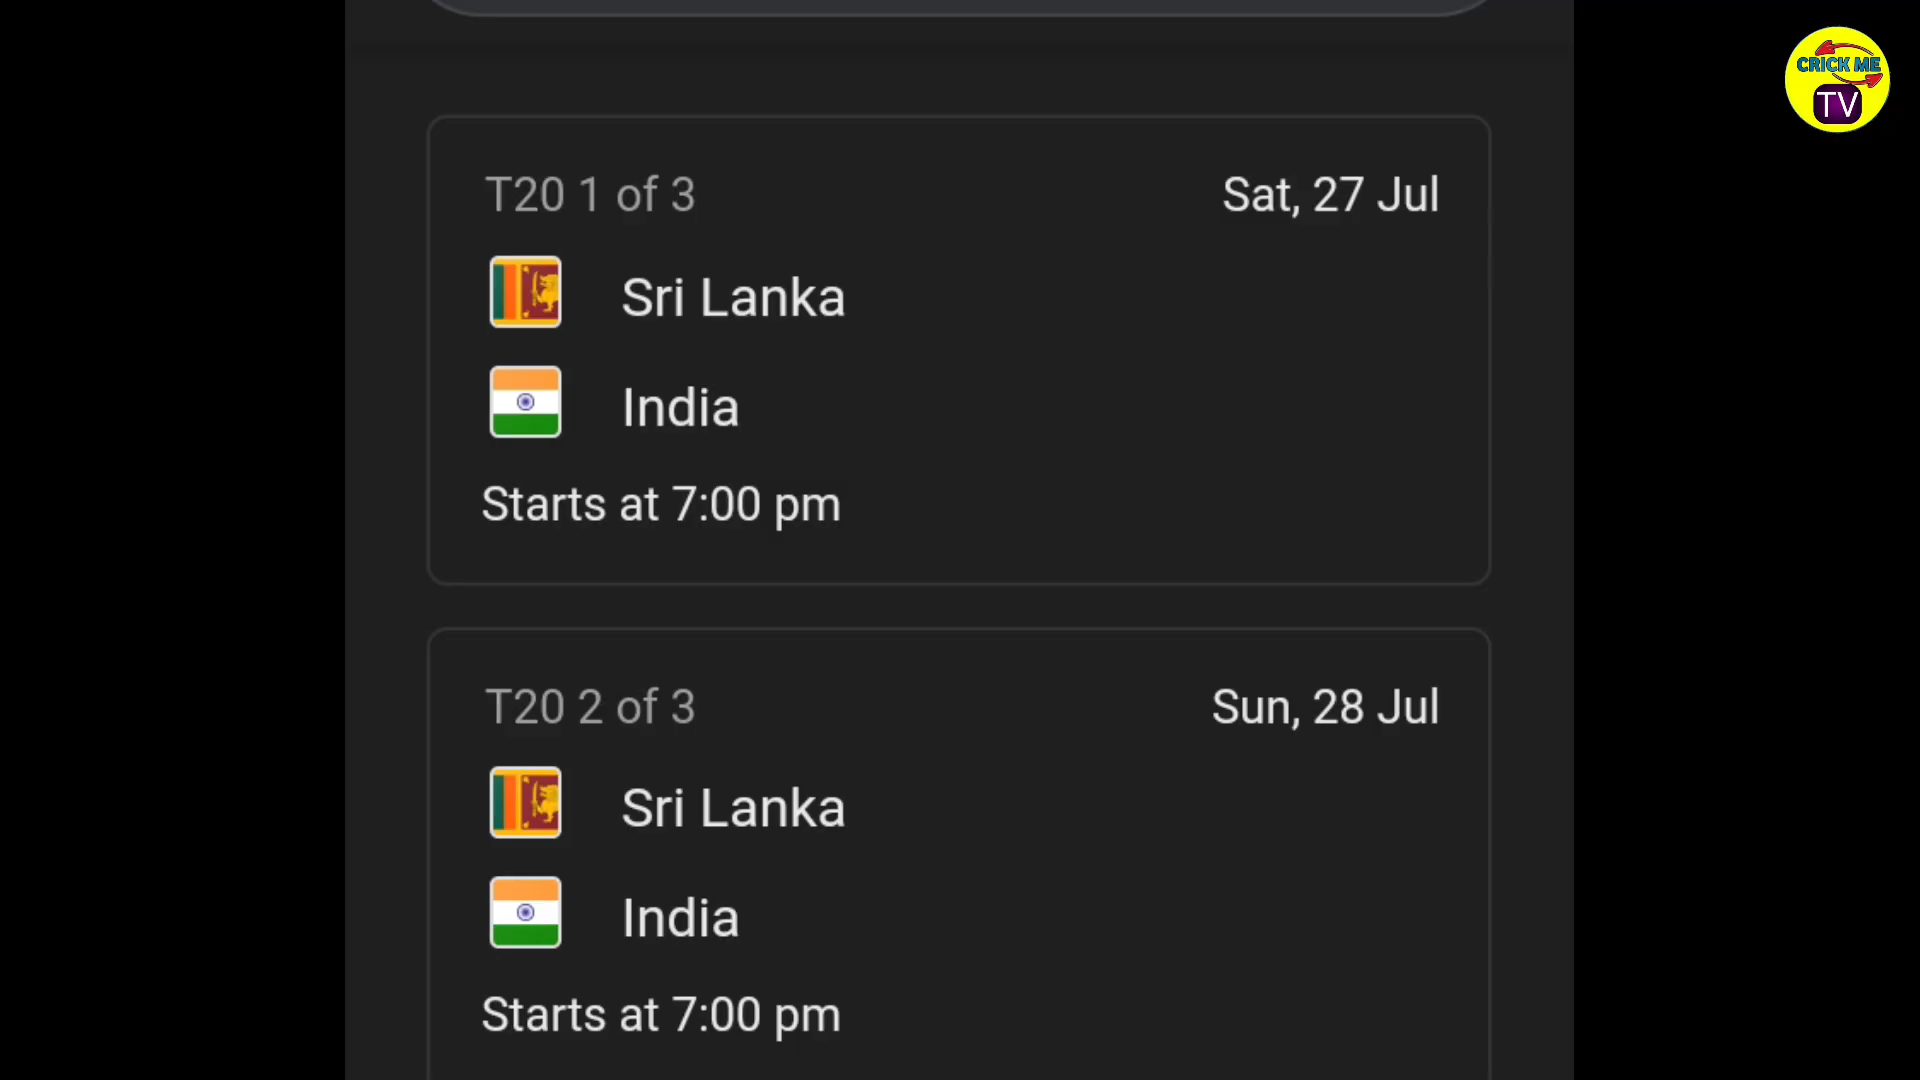 CRICK ME
TV
T20 1 of 3
Sat, 27 Jul
Sri Lanka
India
Starts at 7:00 pm
T20 2 of 3
Sun, 28 Jul
Sri Lanka
India
Starts at 7:00 pm